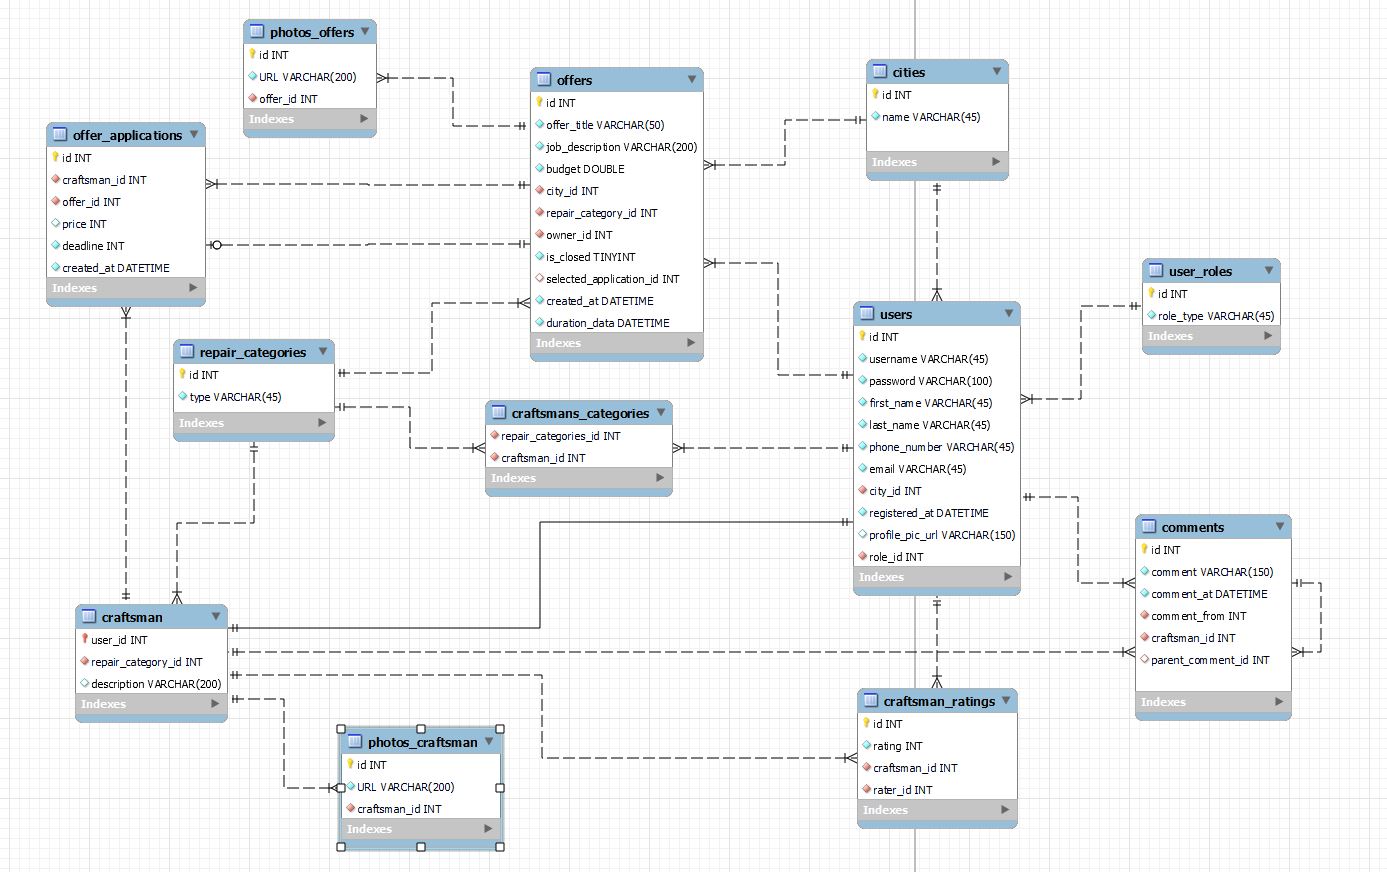 photos_offers
id INT
URL VARCHAR(200)
offer_id INT
Indexes
offers
id INT
offer_title VARCHAR(50)
job_description VARCHAR(200)
budget DOUBLE
city_id INT
repair_category_id INT
owner_id INT
is_closed TINYINT
selected_application_id INT
created_at DATETIME
duration_data DATETIME
Indexes
cities
id INT
name VARCHAR(45)
Indexes
offer_applications
id INT
craftsman_id INT
offer_id INT
price INT
deadline INT
created_at DATETIME
Indexes
user_roles
id INT
role_type VARCHAR(45)
Indexes
users
id INT
username VARCHAR(45)
password VARCHAR(100)
first_name VARCHAR(45)
last_name VARCHAR(45)
phone_number VARCHAR(45)
email VARCHAR(45)
city_id INT
registered_at DATETIME
profile_pic_url VARCHAR(150)
role_id INT
Indexes
repair_categories
id INT
type VARCHAR(45)
Indexes
craftsmans_categories
repair_categories_id INT
craftsman_id INT
Indexes
comments
id INT
comment VARCHAR(150)
comment_at DATETIME
comment_from INT
craftsman_id INT
parent_comment_id INT
Indexes
craftsman
user_id INT
repair_category_id INT
description VARCHAR(200)
Indexes
craftsman_ratings
id INT
rating INT
craftsman_id INT
rater_id INT
Indexes
photos_craftsman
id INT
URL VARCHAR(200)
craftsman_id INT
Indexes